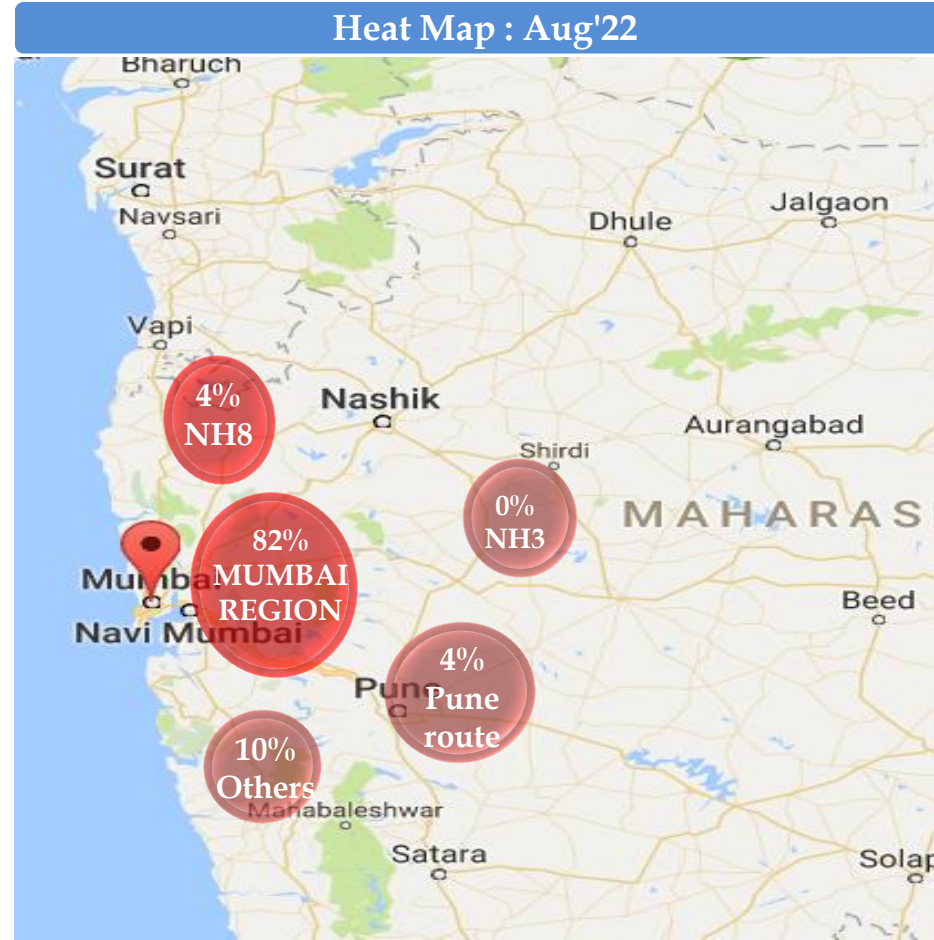 Heat Map : Aug'22
Bharuch
Surat
Navsari
Dhule
Jalgaon
Vapi
4%
NH8
Nashik
Aurangabad
Shirdi
0%
NH3
MAHARAS
82%
MUMBAI
REGION
Mumbai
Navi Mumbai
Beed
4%
Pune
route
Pune
10%
Others
Mahabaleshwar
Satara
Solap